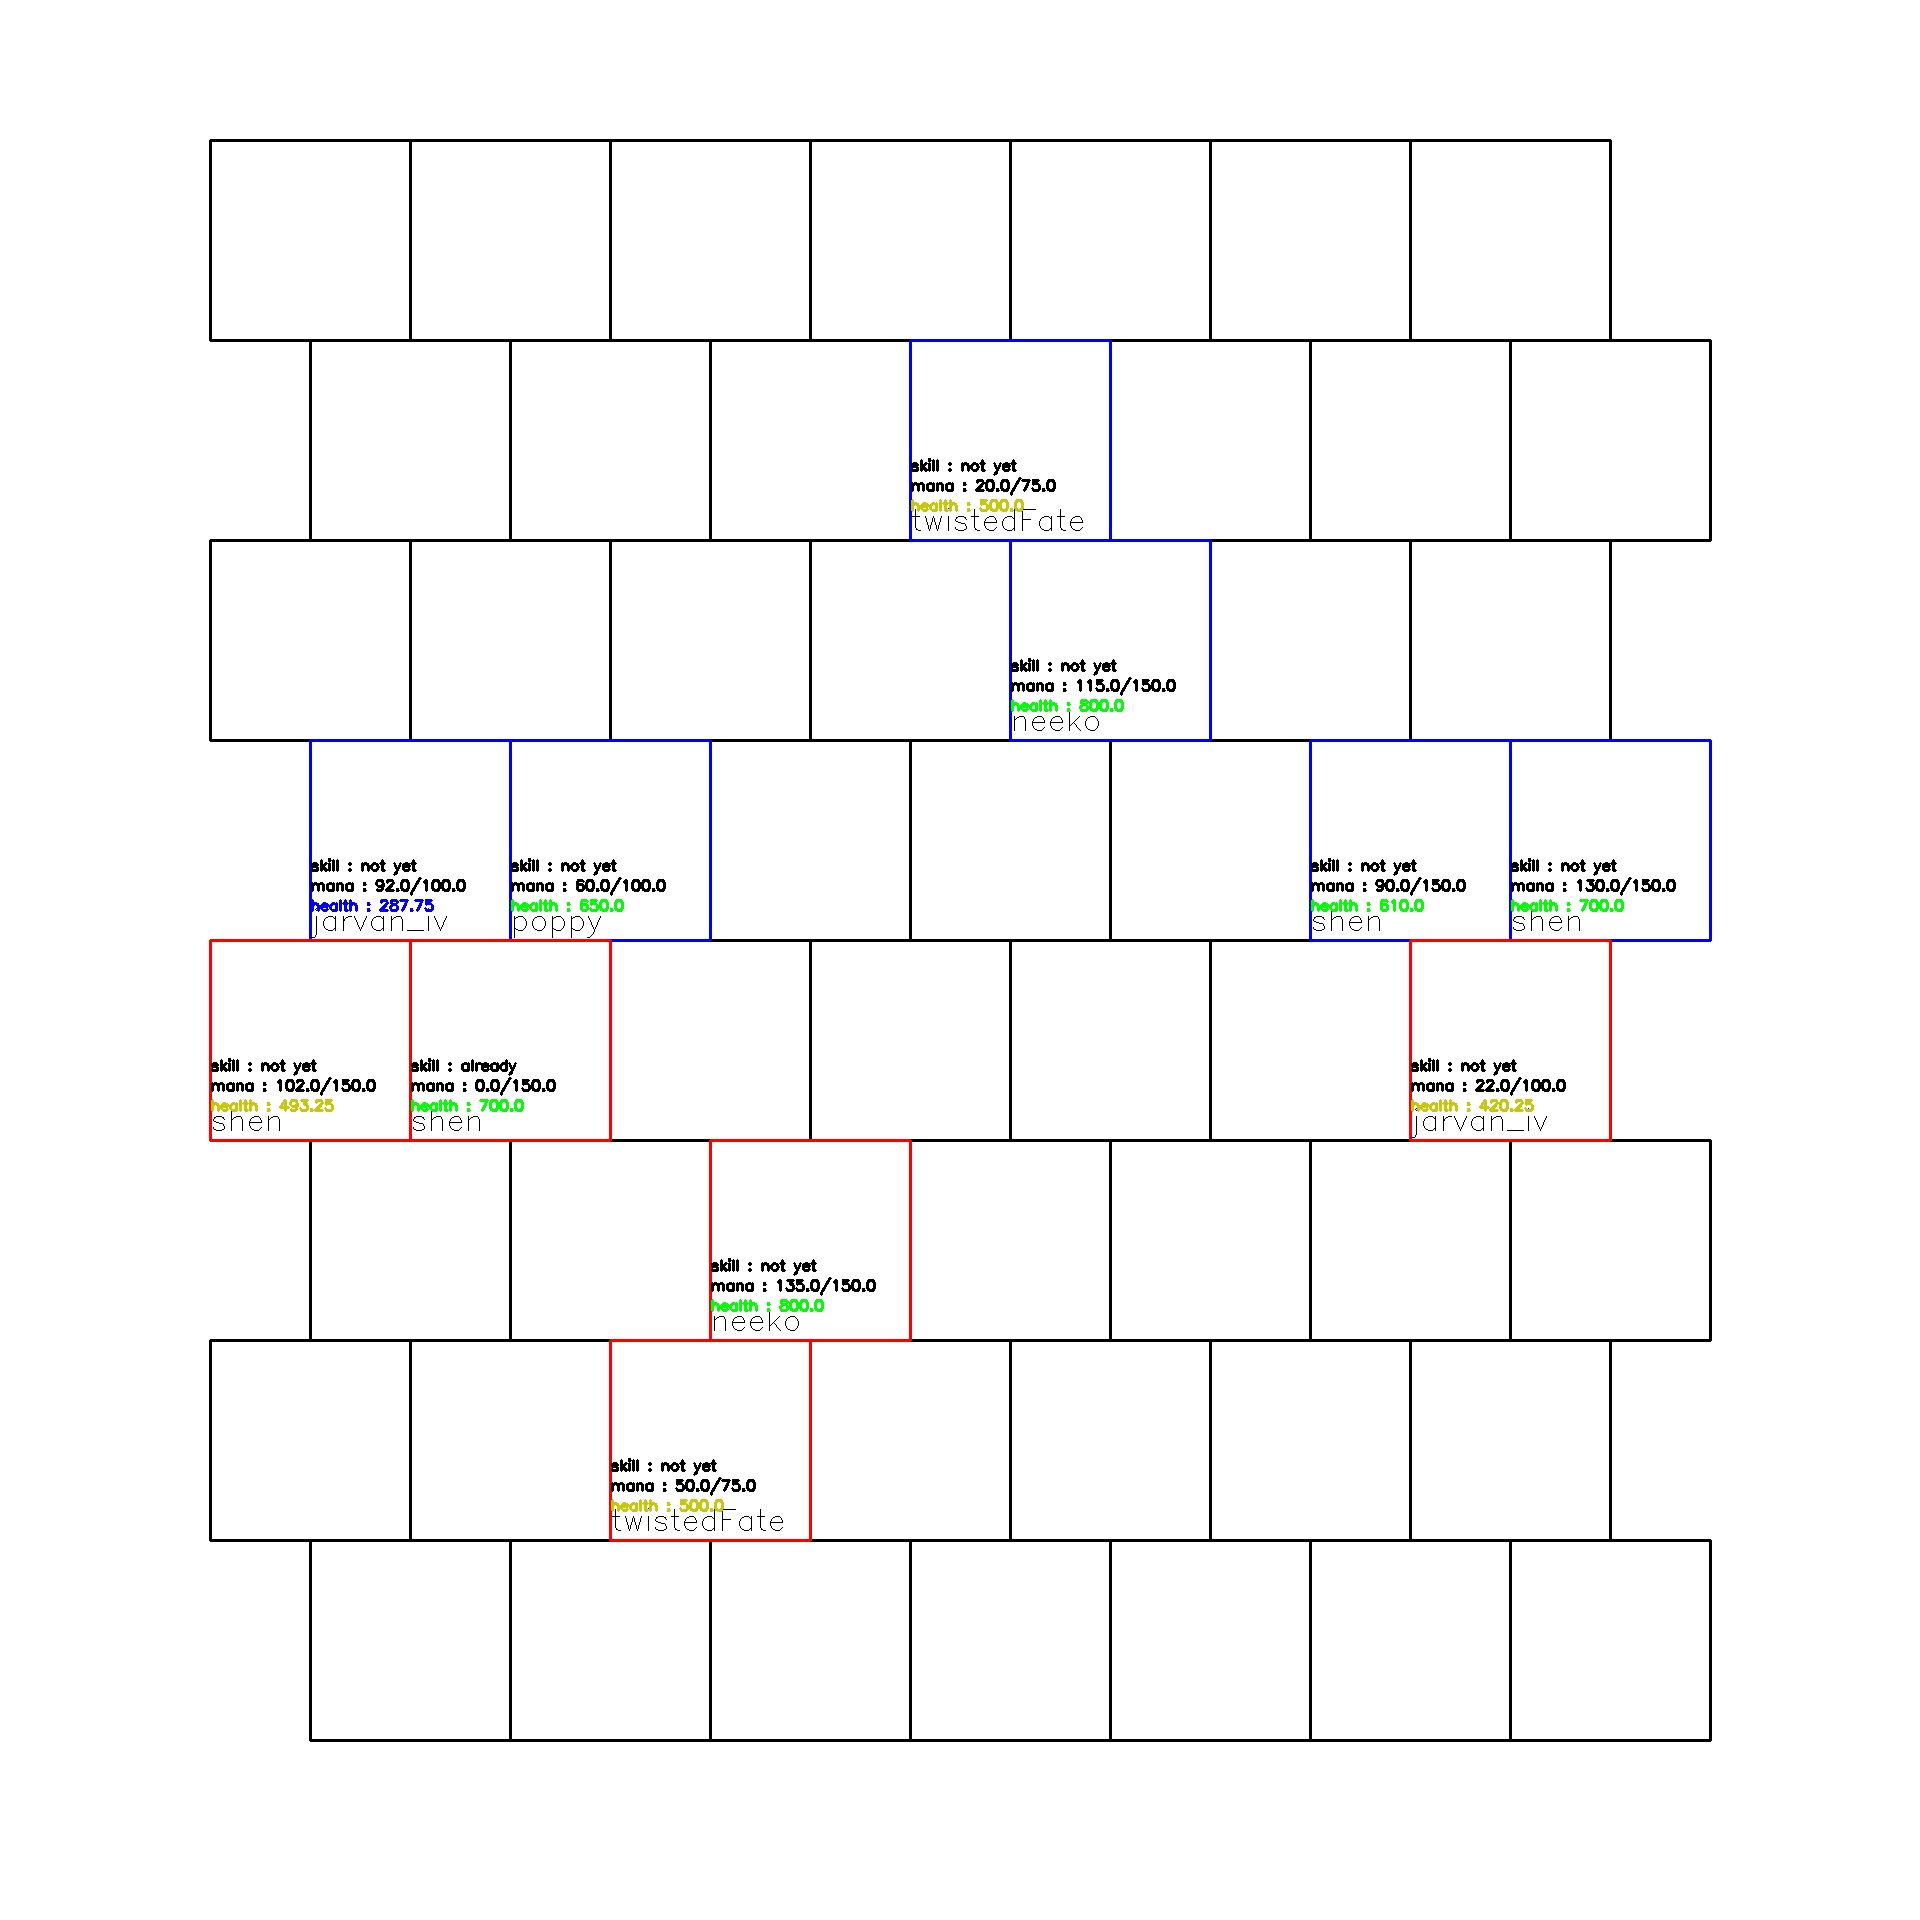 skill : not yet
mana : 20.0/75.0
health : 500.0
twistedFate
skill : not yet
mana : 115.0/150.0
health : 800.0
neeko
skill : not yet
mana : 92.0/100.0
health : 287.75
jarvan_iv
skill : not yet
mana : 60.0/100.0
health : 650.0
poppy
skill : not yet
mana : 90.0/150.0
health : 610.0
shen
skill : not yet
mana : 130.0/150.0
health : 700.0
shen
skill : not yet
mana : 102.0/150.0
health : 493.25
shen
skill : already
mana : 0.0/150.0
health : 700.0
shen
skill : not yet
mana : 22.0/100.0
health : 420.25
jarvan_iv
skill : not yet
mana : 135.0/150.0
health : 800.0
neeko
skill : not yet
mana : 50.0/75.0
health : 500.0
twistedFate